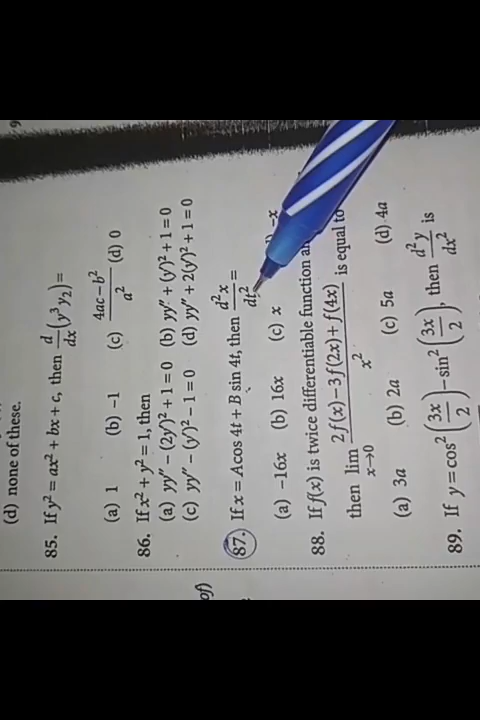 (d) none of these.
85. If y² = ax² + bx + c, then d/dx (y³y₂) =
(a) 1 (b) −1 (c) 4ac − b²/a² (d) 0
86. If x² + y² = 1, then
(a) yy″ − (2y′)² + 1 = 0 (b) yy″ + (y′)² + 1 = 0
(c) yy″ − (y′)² − 1 = 0 (d) yy″ + 2(y′)² + 1 = 0
87. If x = A cos 4t + B sin 4t, then d²x/dt² =
(a) −16x (b) 16x (c) x −x
88. If f(x) is twice differentiable function
then lim x→0 2f(x) − 3f(2x) + f(4x)/x² is equal to
(a) 3a (b) 2a (c) 5a (d) 4a
89. If y = cos²(3x/2) − sin²(3x/2), then d²y/dx² is
of)